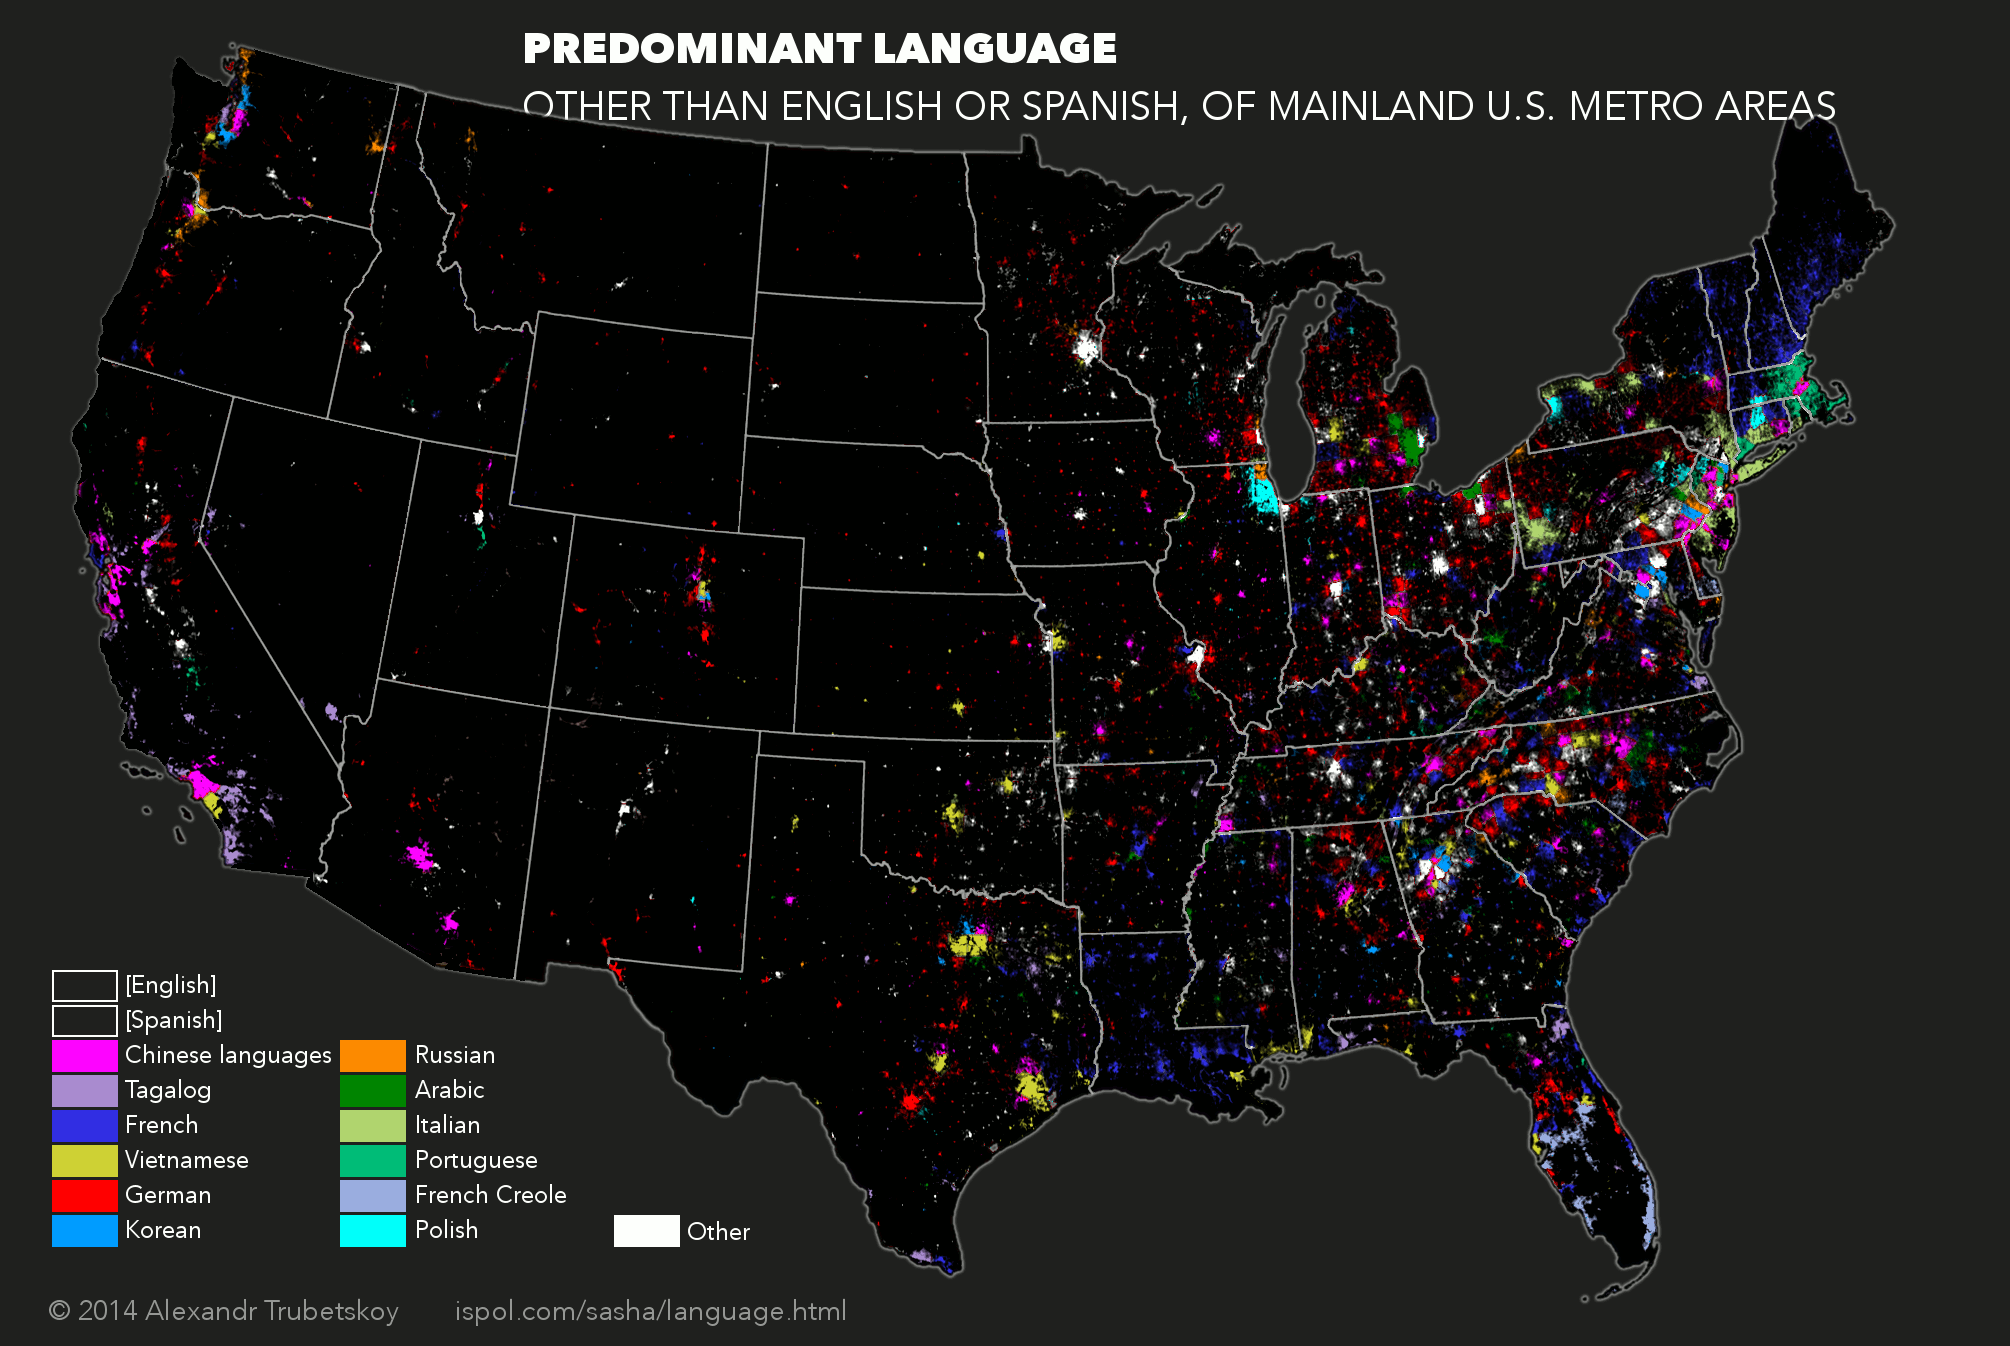 PREDOMINANT LANGUAGE
OTHER THAN ENGLISH OR SPANISH, OF MAINLAND U.S. METRO AREAS
[English]
[Spanish]
Chinese languages
Tagalog
French
Vietnamese
German
Korean
Russian
Arabic
Italian
Portuguese
French Creole
Polish
Other
© 2014 Alexandr Trubetskoy
ispol.com/sasha/language.html